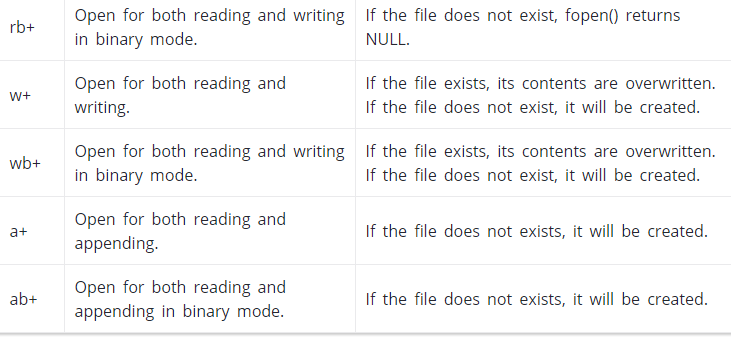 rb+
Open for both reading and writing
in binary mode.
If the file does not exist, fopen() returns
NULL.
w+
Open for both reading and
writing.
If the file exists, its contents are overwritten.
If the file does not exist, it will be created.
wb+
Open for both reading and writing
in binary mode.
If the file exists, its contents are overwritten.
If the file does not exist, it will be created.
a+
Open for both reading and
appending.
If the file does not exists, it will be created.
ab+
Open for both reading and
appending in binary mode.
If the file does not exists, it will be created.